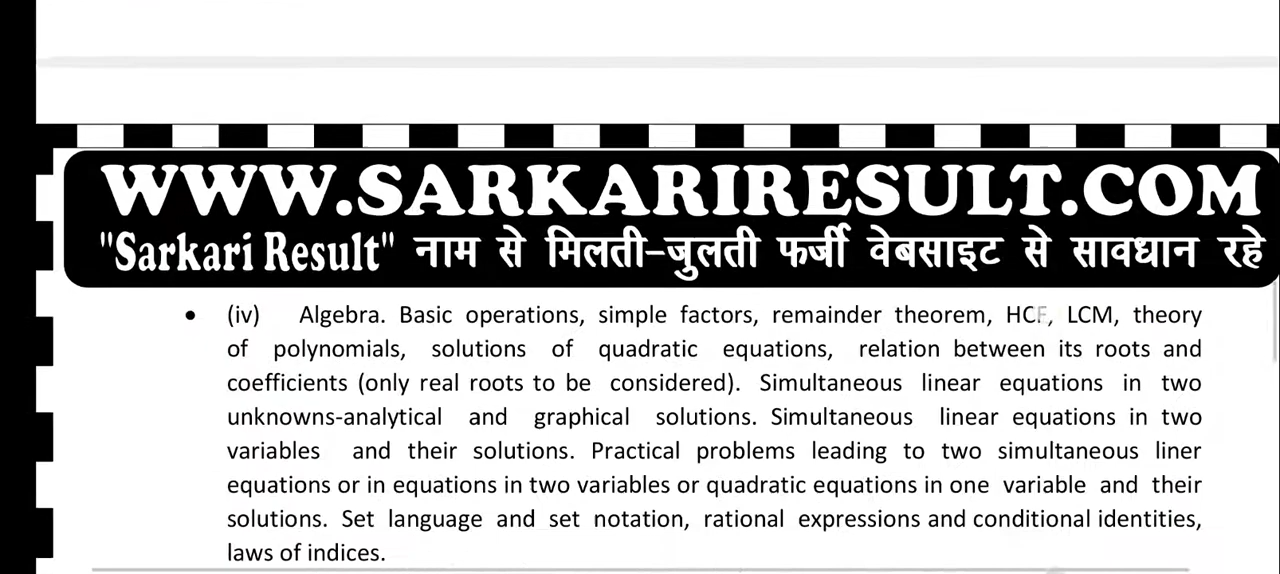 WWW.SARKARIRESULT.COM
"Sarkari Result" नाम से मिलती-जुलती फर्जी वेबसाइट से सावधान रहे
• (iv) Algebra. Basic operations, simple factors, remainder theorem, HCF, LCM, theory
of polynomials, solutions of quadratic equations, relation between its roots and
coefficients (only real roots to be considered). Simultaneous linear equations in two
unknowns-analytical and graphical solutions. Simultaneous linear equations in two
variables and their solutions. Practical problems leading to two simultaneous liner
equations or in equations in two variables or quadratic equations in one variable and their
solutions. Set language and set notation, rational expressions and conditional identities,
laws of indices.